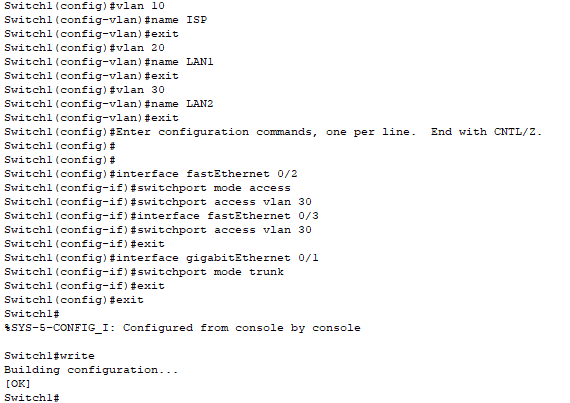 Switch1(config)#vlan 10
Switch1(config-vlan)#name ISP
Switch1(config-vlan)#exit
Switch1(config)#vlan 20
Switch1(config-vlan)#name LAN1
Switch1(config-vlan)#exit
Switch1(config)#vlan 30
Switch1(config-vlan)#name LAN2
Switch1(config-vlan)#exit
Switch1(config)#Enter configuration commands, one per line.  End with CNTL/Z.
Switch1(config)#
Switch1(config)#
Switch1(config)#interface fastEthernet 0/2
Switch1(config-if)#switchport mode access
Switch1(config-if)#switchport access vlan 30
Switch1(config-if)#interface fastEthernet 0/3
Switch1(config-if)#switchport access vlan 30
Switch1(config-if)#exit
Switch1(config)#interface gigabitEthernet 0/1
Switch1(config-if)#switchport mode trunk
Switch1(config-if)#exit
Switch1(config)#exit
Switch1#
%SYS-5-CONFIG_I: Configured from console by console
Switch1#write
Building configuration...
[OK]
Switch1#